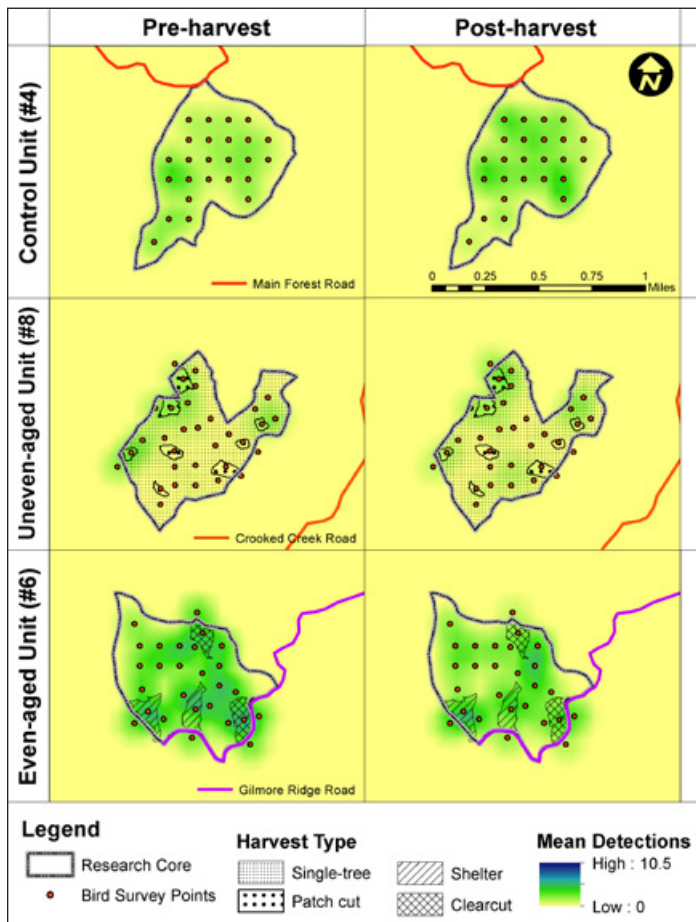 Pre-harvest
Post-harvest
Control Unit (#4)
N
Main Forest Road
0 0.25 0.5 0.75 1
Miles
Uneven-aged Unit (#8)
Crooked Creek Road
Even-aged Unit (#6)
Gilmore Ridge Road
Legend
Research Core
Bird Survey Points
Harvest Type
Single-tree
Patch cut
Shelter
Clearcut
Mean Detections
High : 10.5
Low : 0